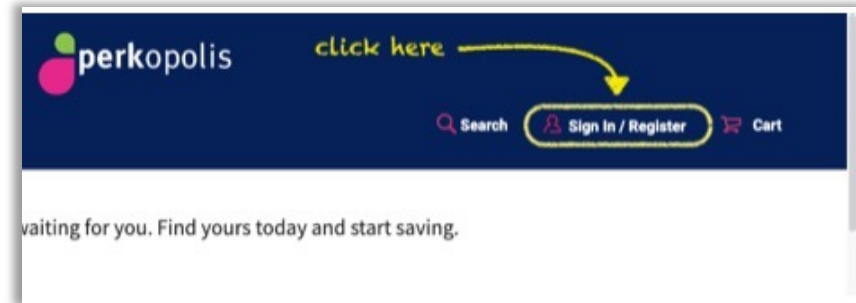 perkopolis
click here
Search
Sign In / Register
Cart
waiting for you. Find yours today and start saving.